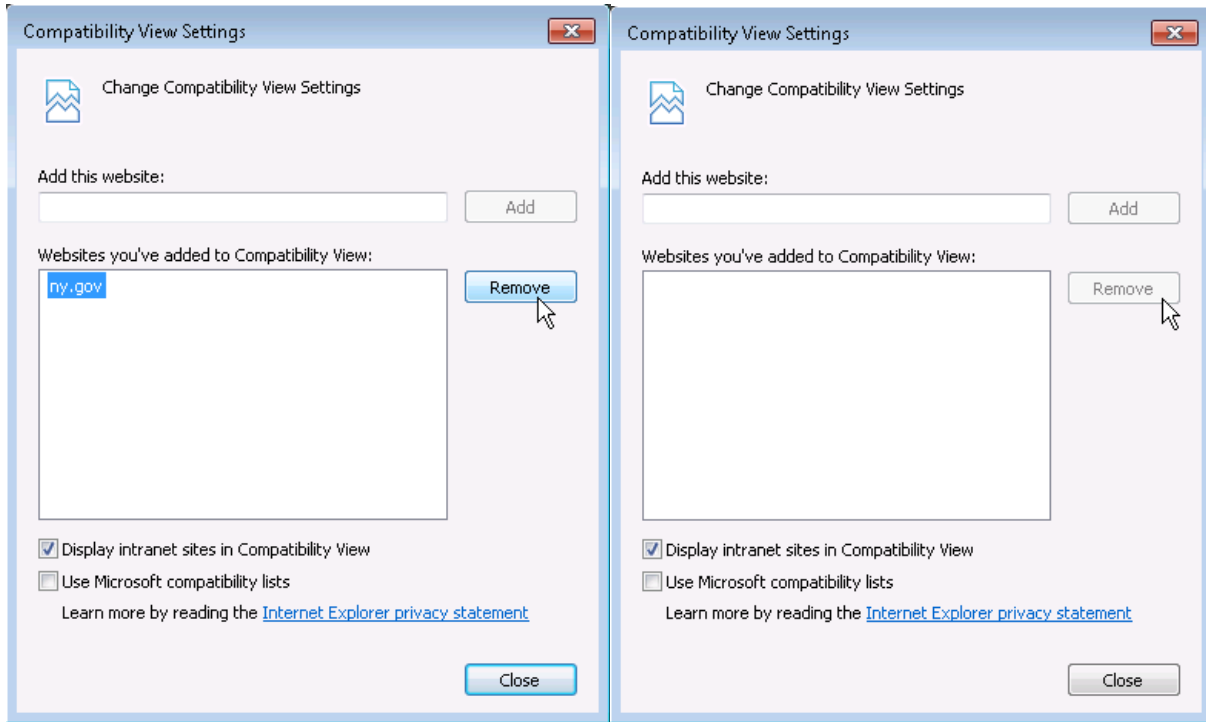 Compatibility View Settings
Change Compatibility View Settings
Add this website:
Add
Websites you've added to Compatibility View:
ny.gov
Remove
Display intranet sites in Compatibility View
Use Microsoft compatibility lists
Learn more by reading the Internet Explorer privacy statement
Close
Compatibility View Settings
Change Compatibility View Settings
Add this website:
Add
Websites you've added to Compatibility View:
Remove
Display intranet sites in Compatibility View
Use Microsoft compatibility lists
Learn more by reading the Internet Explorer privacy statement
Close